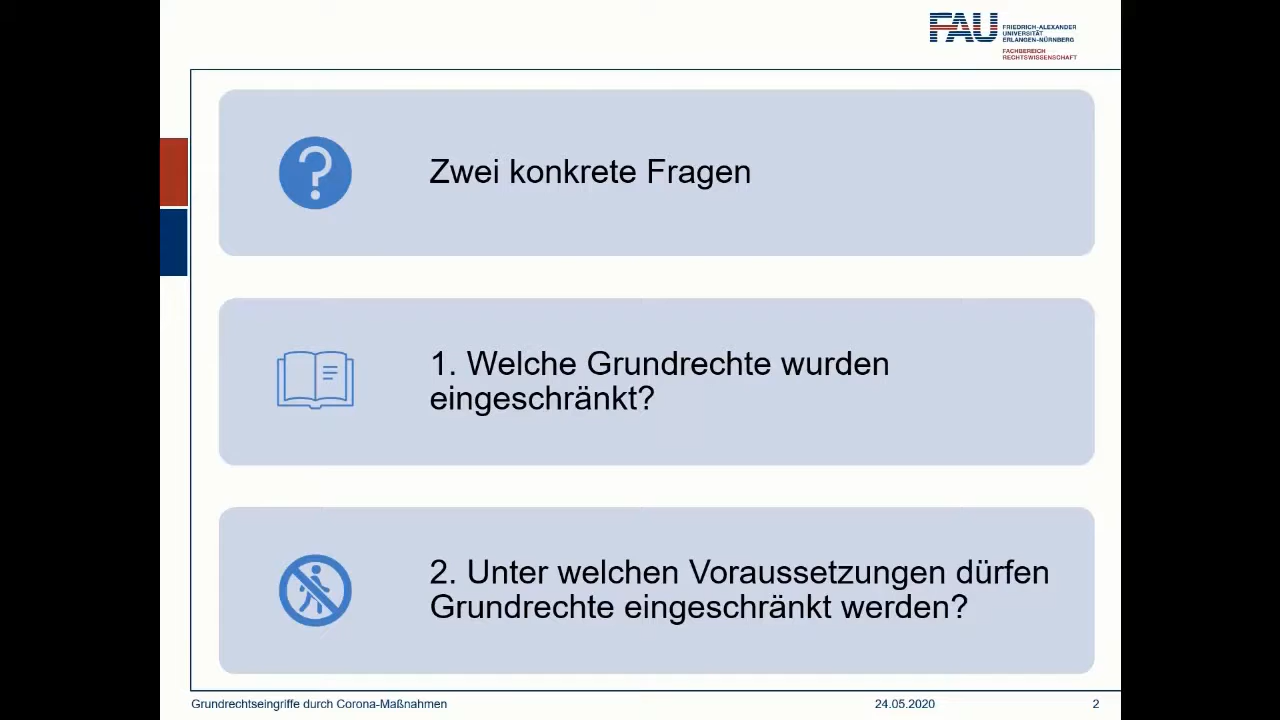 FAU
FRIEDRICH-ALEXANDER
UNIVERSITÄT
ERLANGEN-NÜRNBERG
FACHBEREICH
RECHTSWISSENSCHAFT
Zwei konkrete Fragen
1. Welche Grundrechte wurden
eingeschränkt?
2. Unter welchen Voraussetzungen dürfen
Grundrechte eingeschränkt werden?
Grundrechtseingriffe durch Corona-Maßnahmen
24.05.2020
2